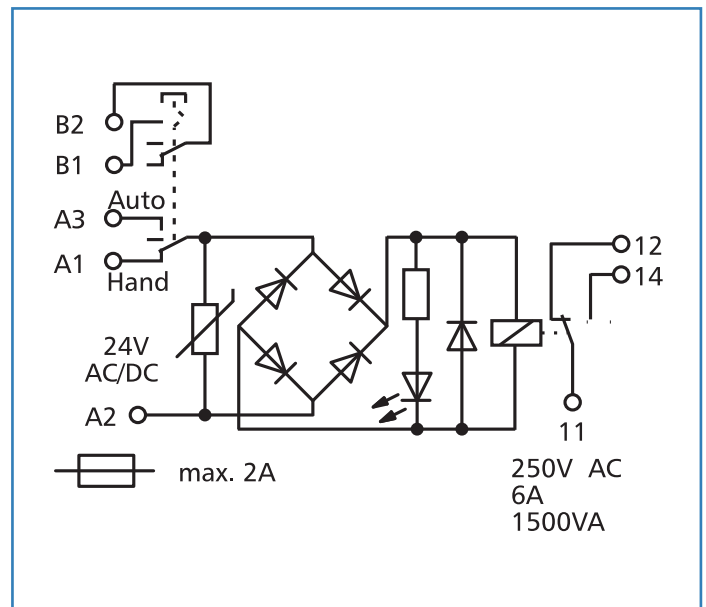 B2
B1
Auto
A3
A1
Hand
24V
AC/DC
A2
max. 2A
12
14
11
250V AC
6A
1500VA